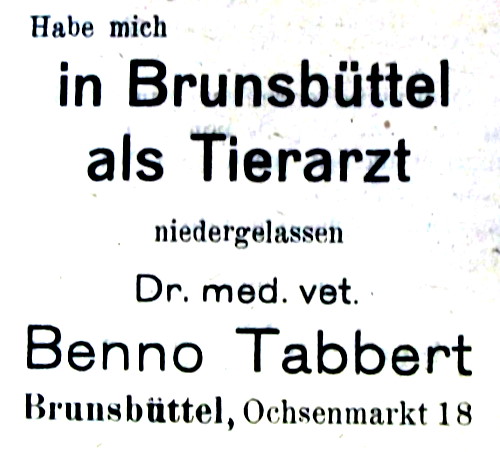 Habe mich
in Brunsbüttel
als Tierarzt
niedergelassen
Dr. med. vet.
Benno Tabbert
Brunsbüttel, Ochsenmarkt 18